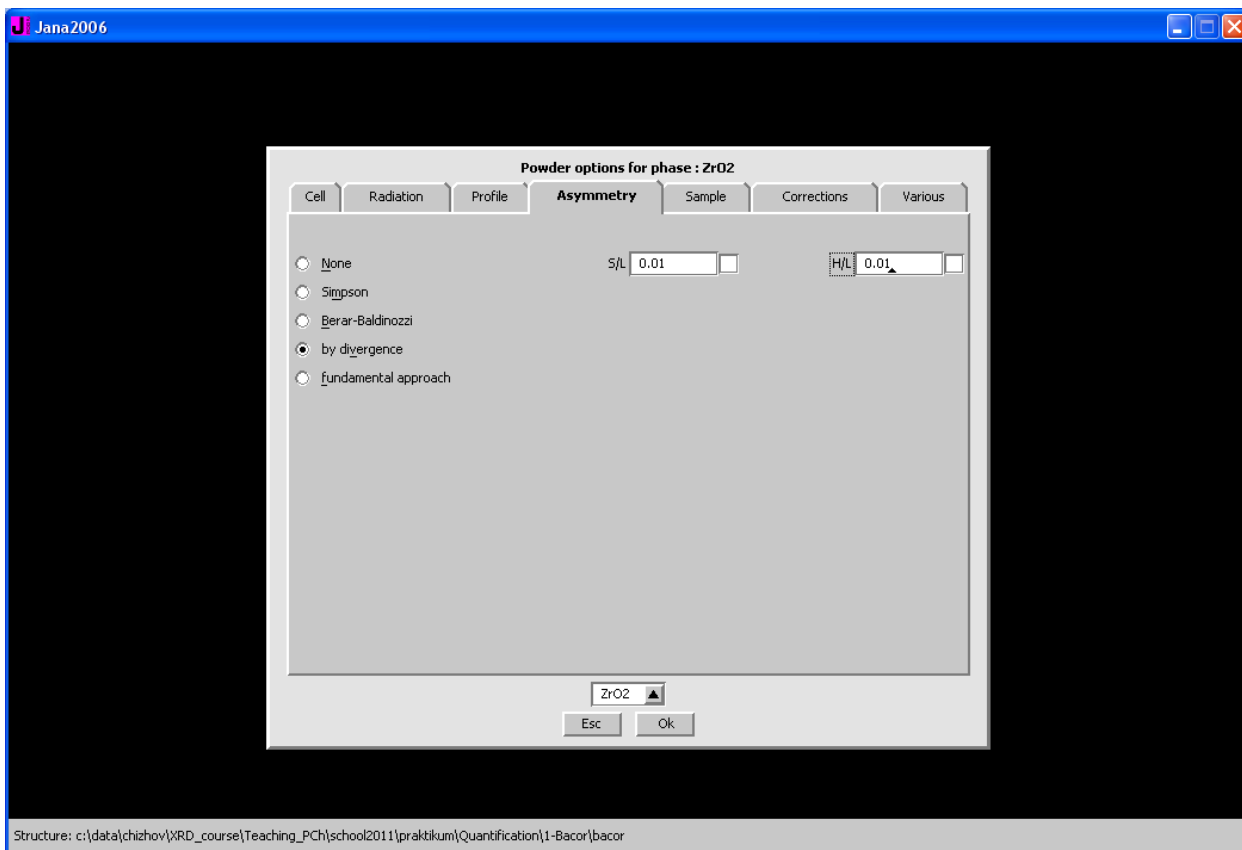 Jana2006
Powder options for phase : ZrO2
Cell Radiation Profile Asymmetry Sample Corrections Various
None S/L 0.01 H/L 0.01
Simpson
Berar-Baldinozzi
by divergence
fundamental approach
ZrO2
Esc Ok
Structure: c:\data\chizhov\XRD_course\Teaching_PCh\school2011\praktikum\Quantification\1-Bacor\bacor